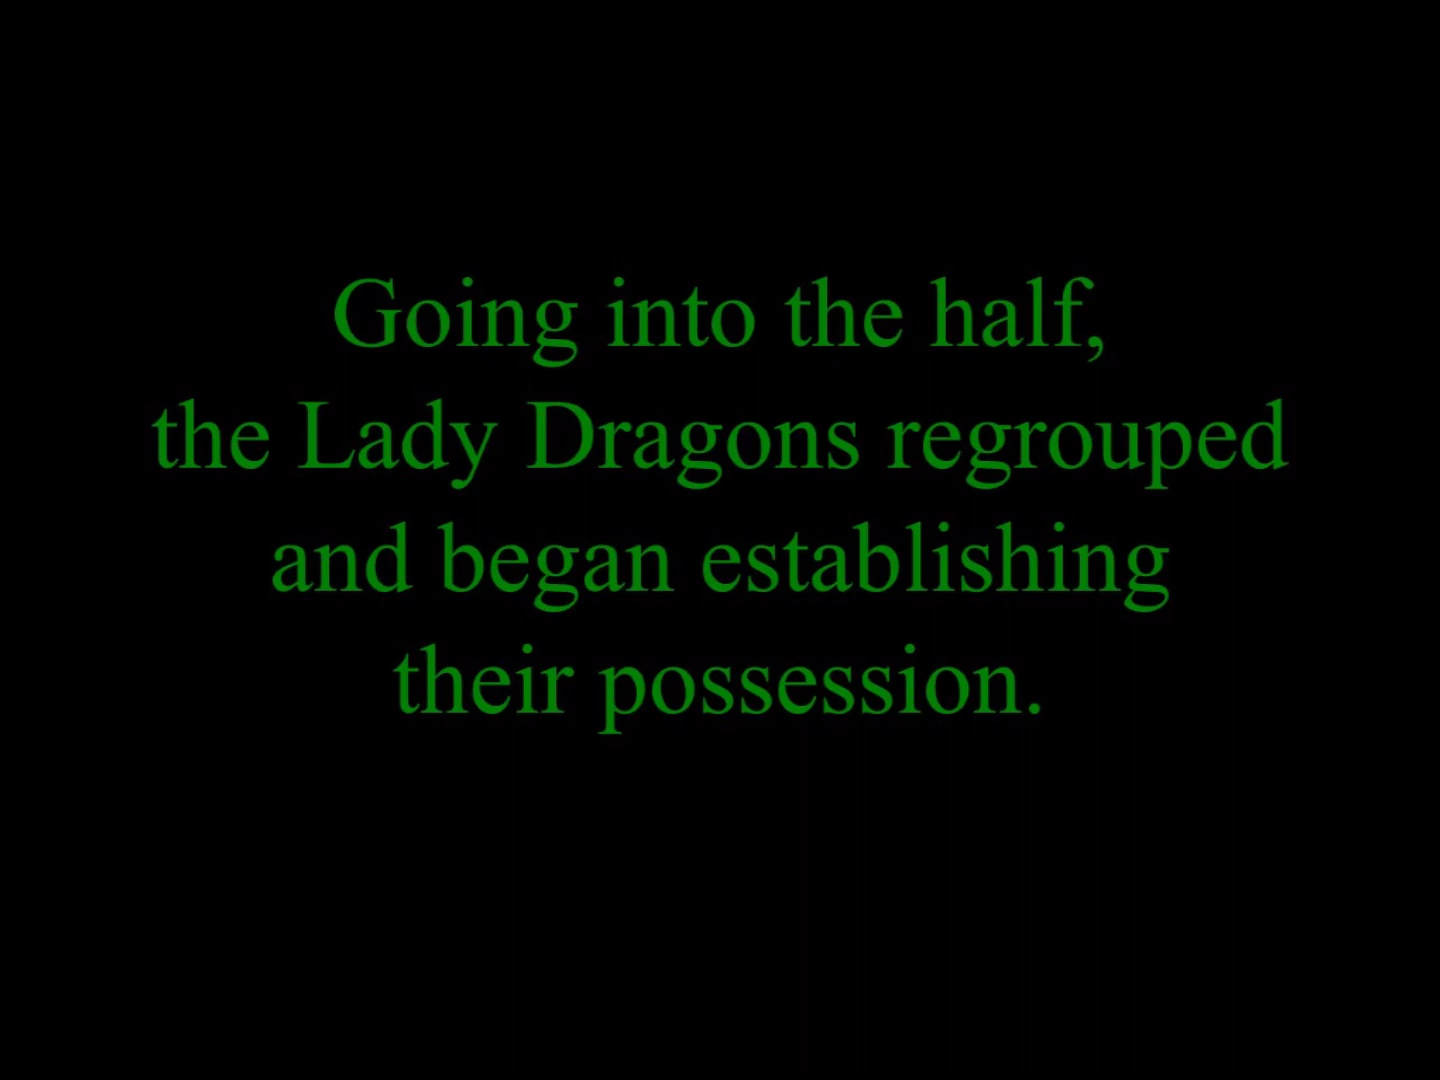 Going into the half,
the Lady Dragons regrouped
and began establishing
their possession.